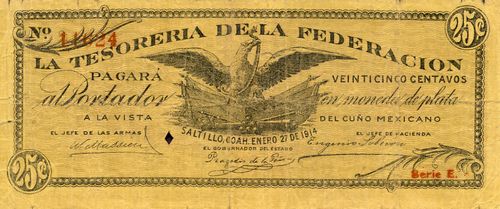 No
25¢
LA TESORERIA DE LA FEDERACION
PAGARÁ
VEINTICINCO CENTAVOS
al Portador
en moneda de plata
A LA VISTA
DEL CUÑO MEXICANO
SALTILLO, COAH. ENERO 27 DE 1914
EL JEFE DE LAS ARMAS
EL GOBERNADOR DEL ESTADO
EL JEFE DE HACIENDA
25¢
Serie E.